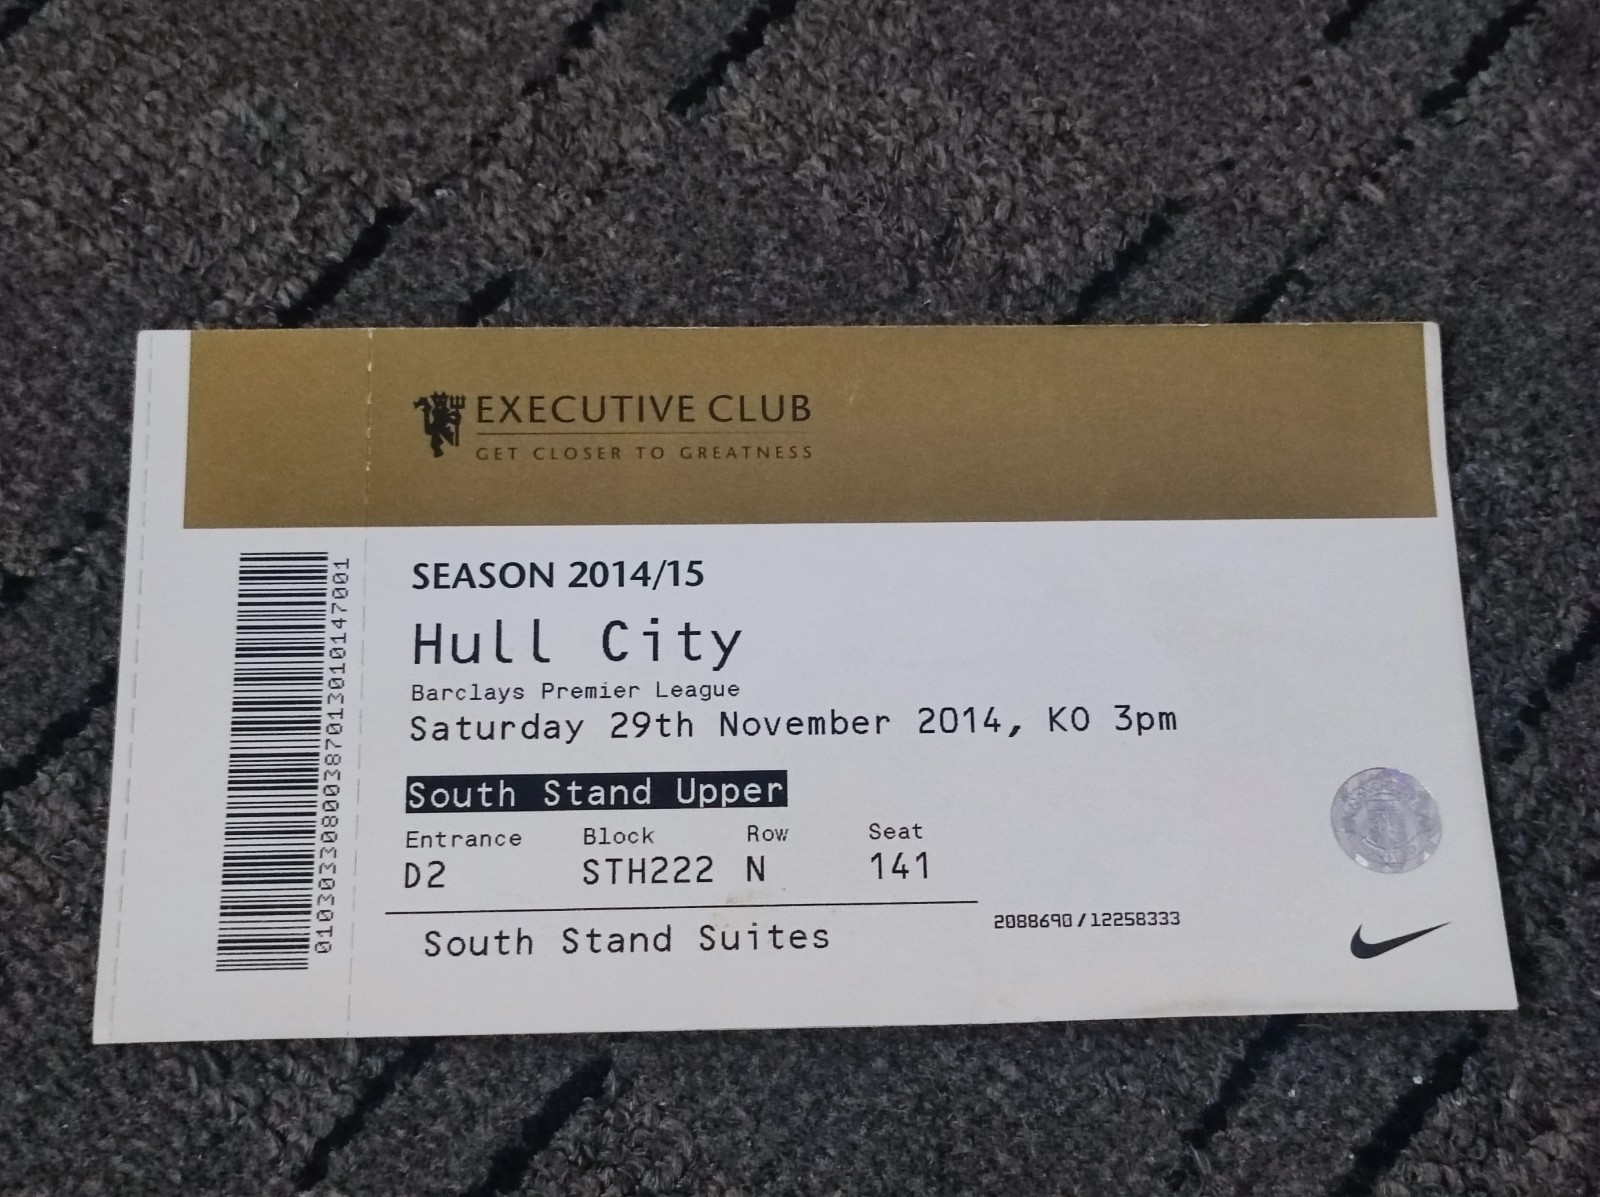 EXECUTIVE CLUB
GET CLOSER TO GREATNESS
SEASON 2014/15
Hull City
Barclays Premier League
Saturday 29th November 2014, KO 3pm
South Stand Upper
Entrance Block Row Seat
D2 STH222 N 141
South Stand Suites
2088690/12258333
01030330800387013010147001